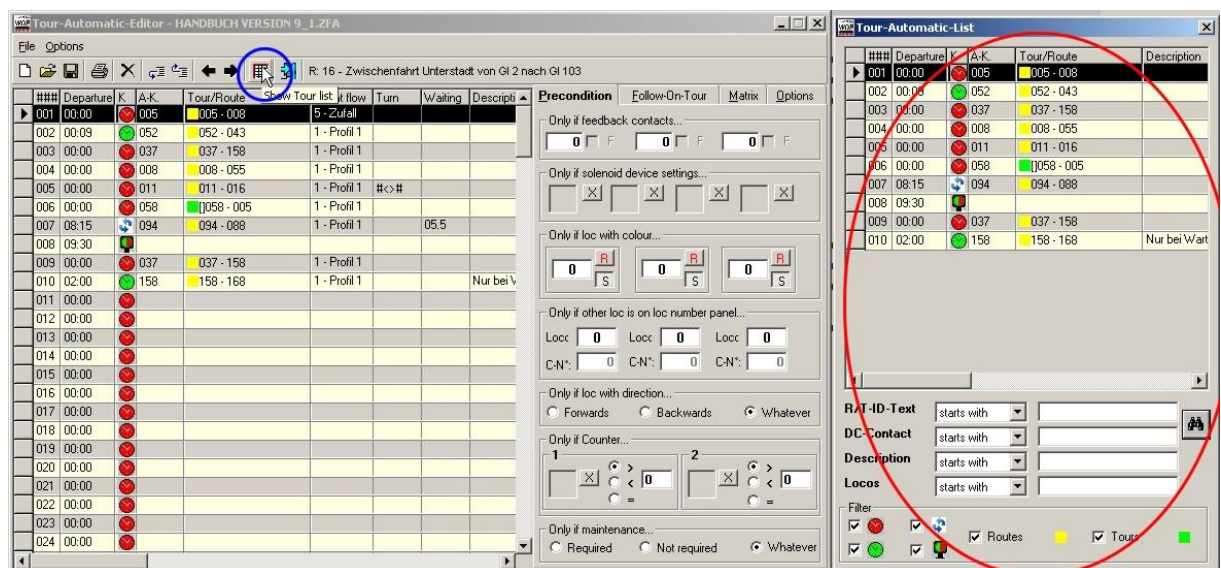 Tour-Automatic-Editor - HANDBUCH VERSION 9_1.ZFA
File Options
R: 16 - Zwischenfahrt Unterstadt von Gl 2 nach Gl 103
Show Tour list
### Departure K. A-K. Tour/Route t flow Turn Waiting Descripti
001 00:00 005 005 - 008 5 - Zufall
002 00:09 052 052 - 043 1 - Profil 1
003 00:00 037 037 - 158 1 - Profil 1
004 00:00 008 008 - 055 1 - Profil 1
005 00:00 011 011 - 016 1 - Profil 1 #<>#
006 00:00 058 []058 - 005 1 - Profil 1
007 08:15 094 094 - 088 1 - Profil 1 05.5
008 09:30
009 00:00 037 037 - 158 1 - Profil 1
010 02:00 158 158 - 168 1 - Profil 1 Nur bei W
011 00:00
012 00:00
013 00:00
014 00:00
015 00:00
016 00:00
017 00:00
018 00:00
019 00:00
020 00:00
021 00:00
022 00:00
023 00:00
024 00:00
Precondition Follow-On-Tour Matrix Options
Only if feedback contacts...
0 F 0 F 0 F
Only if solenoid device settings...
X X X X
Only if loc with colour...
0 R S 0 R S 0 R S
Only if other loc is on loc number panel...
Locc 0 Locc 0 Locc 0
C-N°: 0 C-N°: 0 C-N°: 0
Only if loc with direction...
Forwards Backwards Whatever
Only if Counter...
1 X > < = 0 2 X > < = 0
Only if maintenance...
Required Not required Whatever
Tour-Automatic-List
### Departure K. A-K. Tour/Route Description
001 00:00 005 005 - 008
002 00:09 052 052 - 043
003 00:00 037 037 - 158
004 00:00 008 008 - 055
005 00:00 011 011 - 016
006 00:00 058 []058 - 005
007 08:15 094 094 - 088
008 09:30
009 00:00 037 037 - 158
010 02:00 158 158 - 168 Nur bei Wart
RAT-ID-Text starts with
DC-Contact starts with
Description starts with
Locos starts with
Filter
Routes Tours